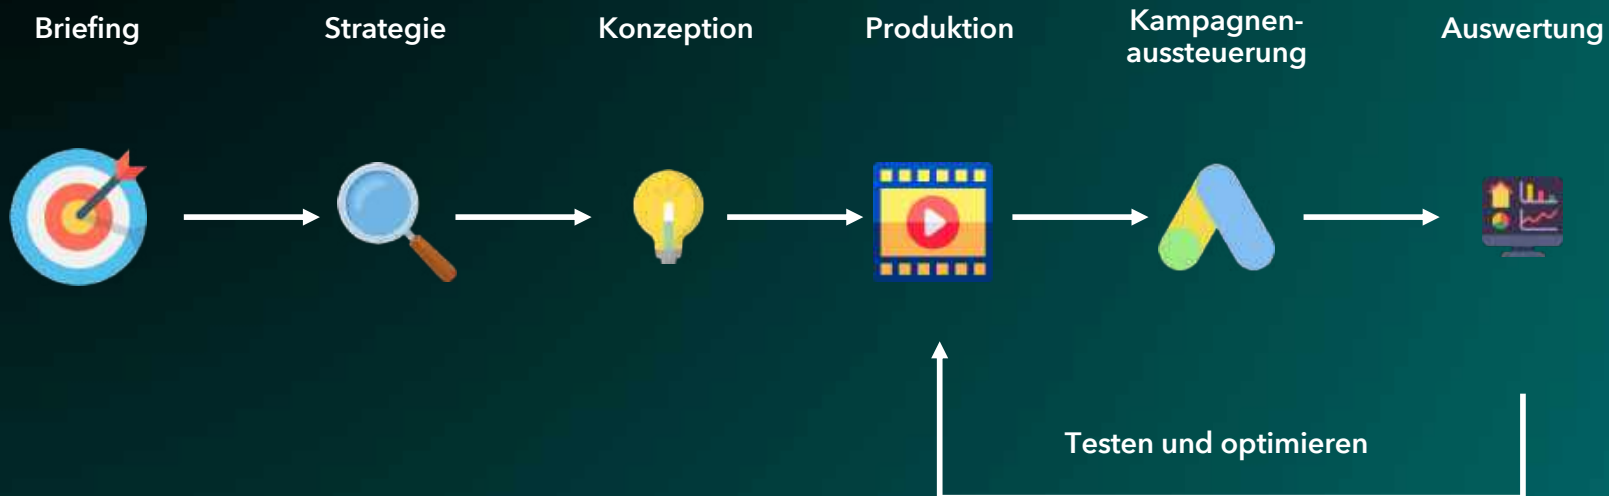 Briefing
Strategie
Konzeption
Produktion
Kampagnen-
aussteuerung
Auswertung
Testen und optimieren